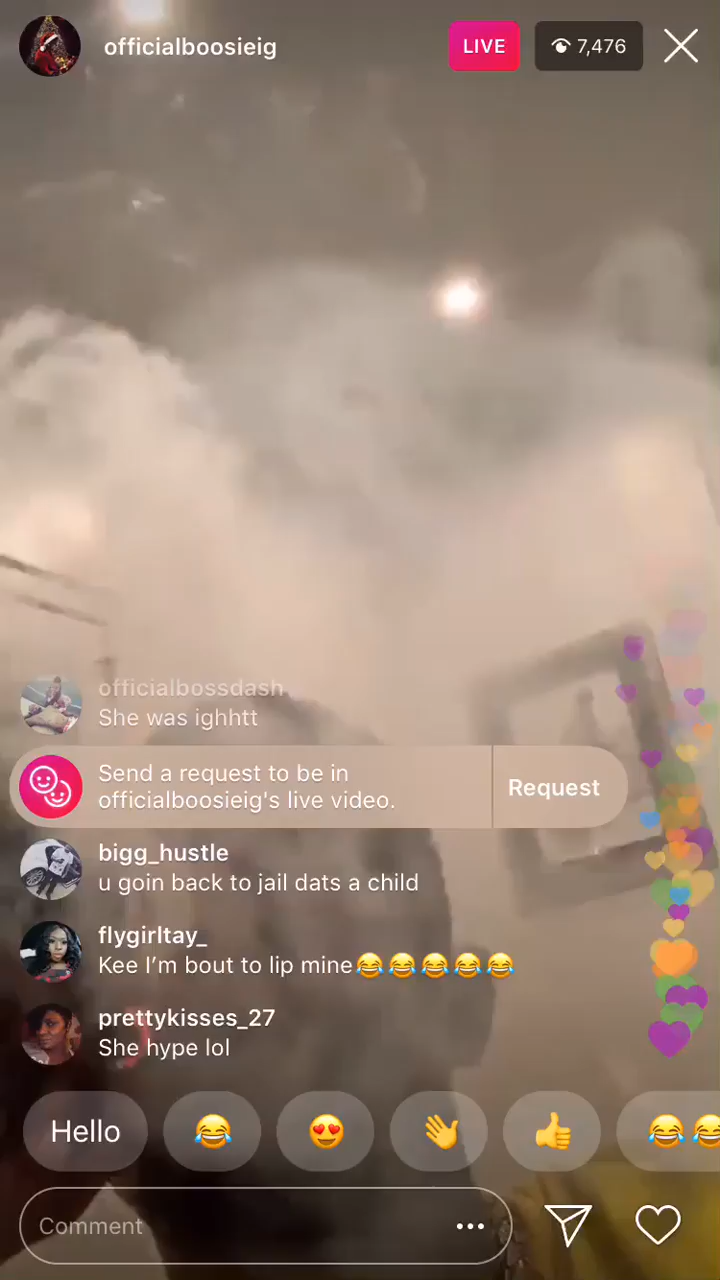 officialboosieig
LIVE
7,476
officialbossdash
She was ighhtt
Send a request to be in
officialboosieig's live video.
Request
bigg_hustle
u goin back to jail dats a child
flygirltay_
Kee I’m bout to lip mine😂😂😂😂😂
prettykisses_27
She hype lol
Hello 😂 😍 👋 👍 😂😂
Comment